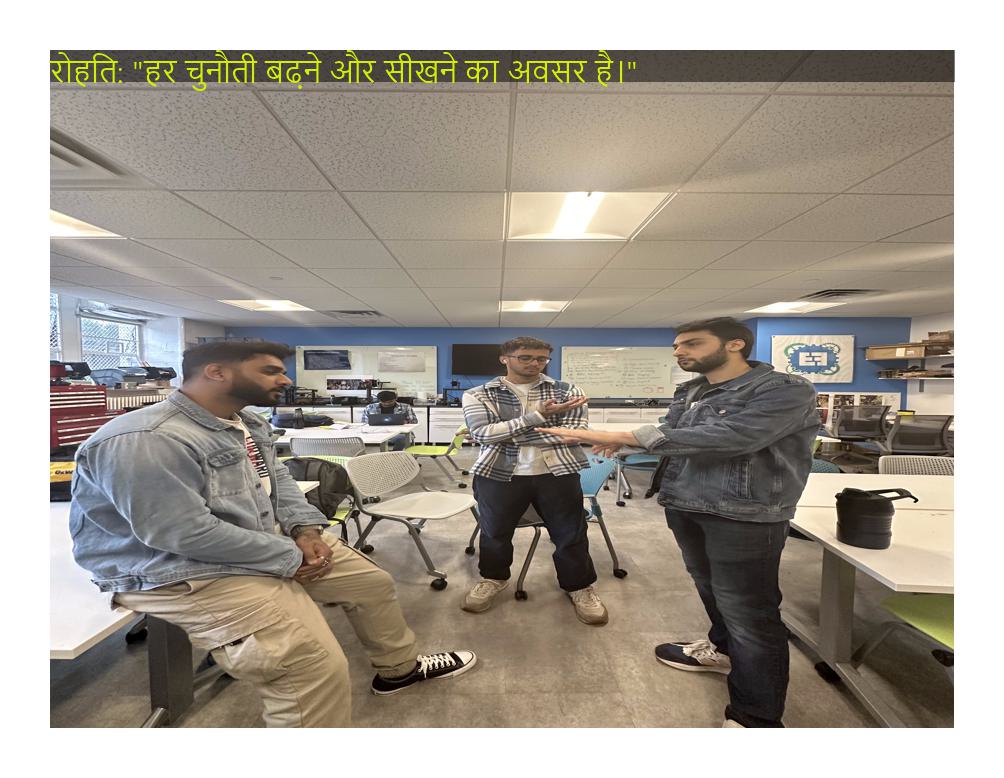 रोहति: "हर चुनौती बढ़ने और सीखने का अवसर है।"